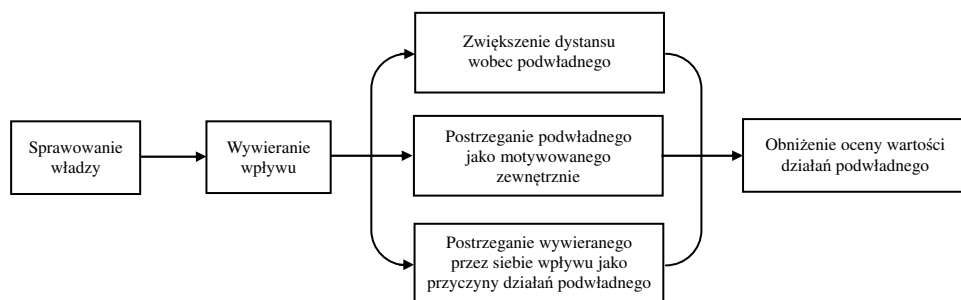 Zwiększenie dystansu
wobec podwładnego
Sprawowanie
władzy
Wywieranie
wpływu
Postrzeganie podwładnego
jako motywowanego
zewnętrznie
Obniżenie oceny wartości
działań podwładnego
Postrzeganie wywieranego
przez siebie wpływu jako
przyczyny działań podwładnego